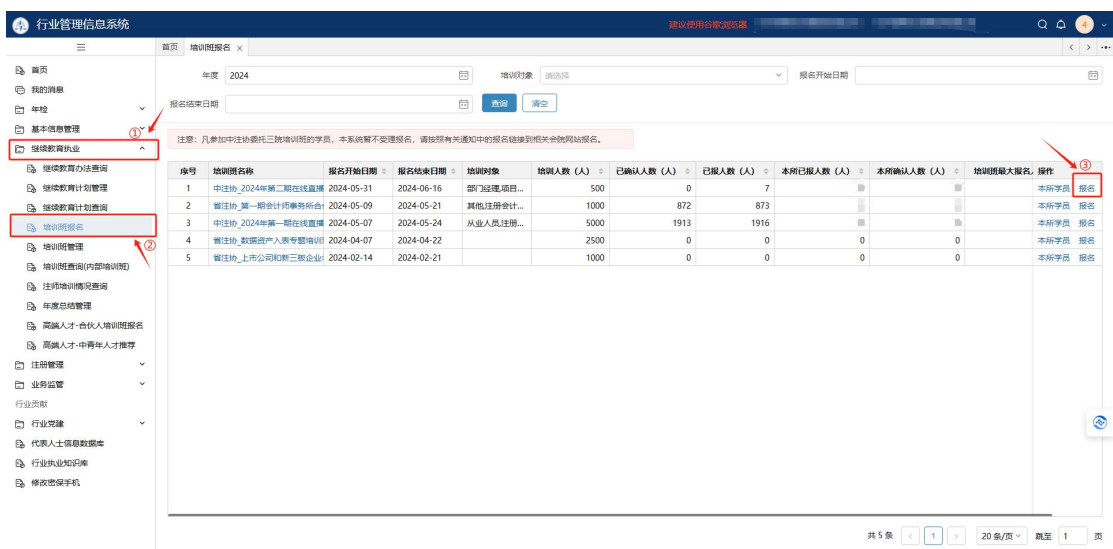 行业管理信息系统
建议使用谷歌浏览器
4
首页 培训班报名 ×
首页
我的消息
年检
基本信息管理
①
继续教育执业
继续教育办法查询
继续教育计划管理
继续教育计划查询
培训班报名
②
培训班管理
培训班查询(内部培训班)
注师培训情况查询
年度总结管理
高端人才-合伙人培训班报名
高端人才-中青年人才推荐
注册管理
业务监管
行业贡献
行业党建
代表人士信息数据库
行业执业知识库
修改密保手机
年度 2024 培训对象 请选择 报名开始日期
报名结束日期 查询 清空
注意：凡参加中注协委托三院培训班的学员，本系统暂不受理报名，请按照有关通知中的报名链接到相关会院网站报名。
③
序号 培训班名称 报名开始日期 报名结束日期 培训对象 培训人数（人） 已确认人数（人） 已报人数（人） 本所已报人数（人） 本所确认人数（人） 培训班最大报名 操作
1 中注协_2024年第二期在线直播 2024-05-31 2024-06-16 部门经理,项目... 500 0 7 本所学员 报名
2 省注协_第一期会计师事务所合 2024-05-09 2024-05-21 其他,注册会计... 1000 872 873 本所学员 报名
3 中注协_2024年第一期在线直播 2024-05-07 2024-05-24 从业人员,注册... 5000 1913 1916 本所学员 报名
4 省注协_数据资产入表专题培训 2024-04-07 2024-04-22 2500 0 0 0 0 本所学员 报名
5 省注协_上市公司和新三板企业 2024-02-14 2024-02-21 1000 0 0 0 0 本所学员 报名
共 5 条 < 1 > 20 条/页 跳至 1 页